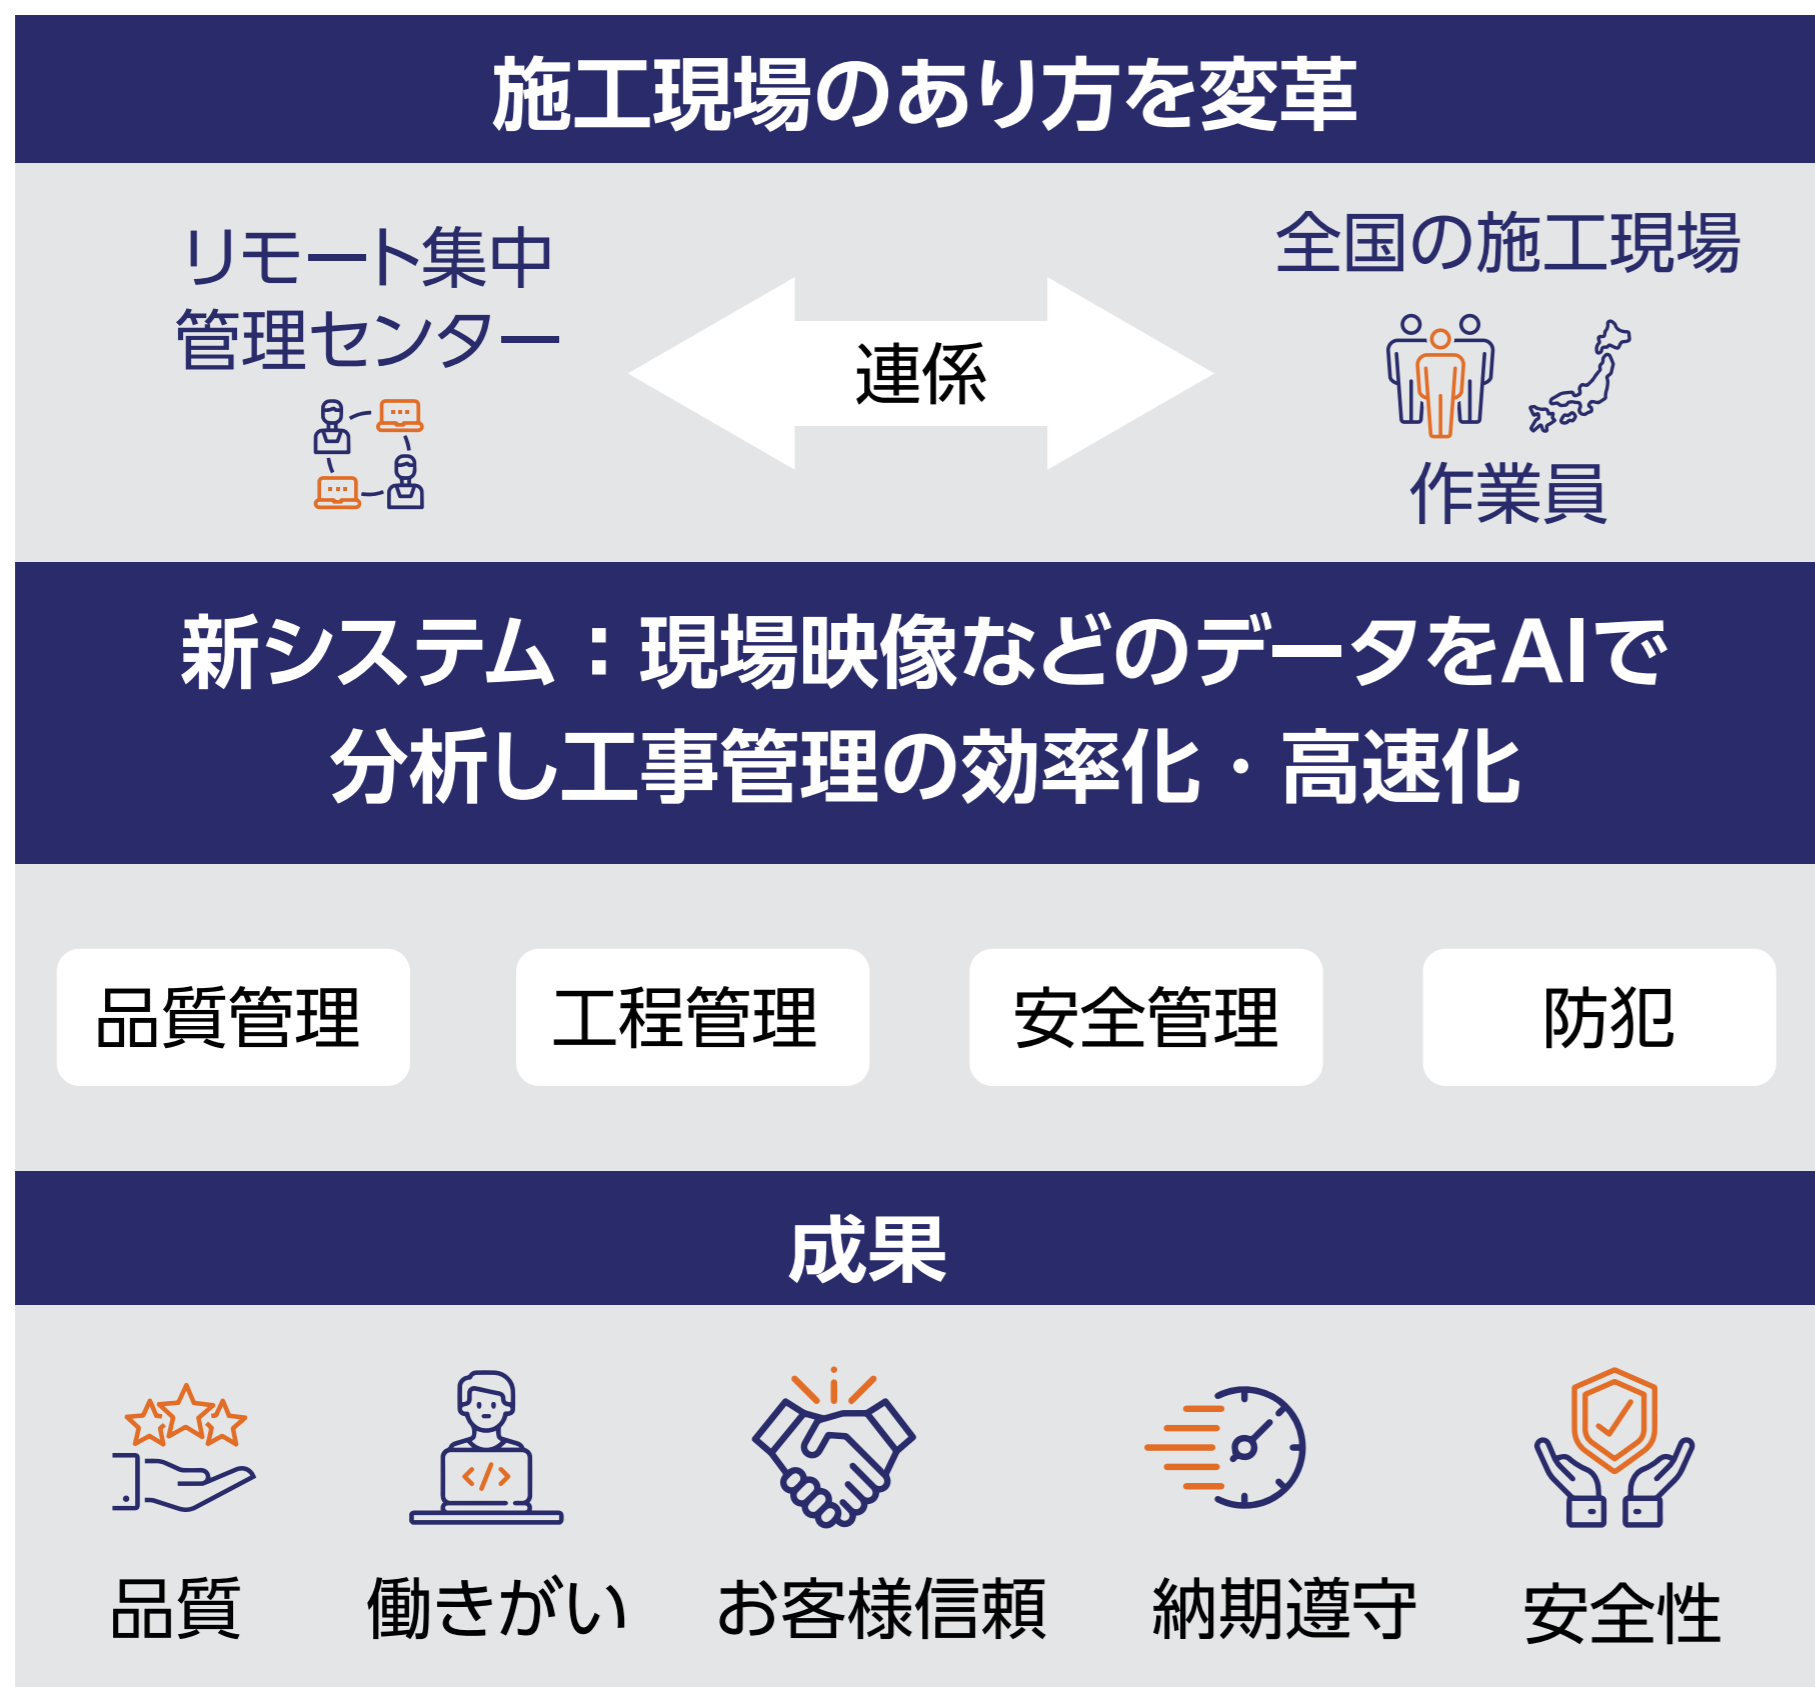 施工現場のあり方を変革
リモート集中
管理センター
連係
全国の施工現場
作業員
新システム：現場映像などのデータをAIで
分析し工事管理の効率化・高速化
品質管理
工程管理
安全管理
防犯
成果
品質
働きがい
お客様信頼
納期遵守
安全性